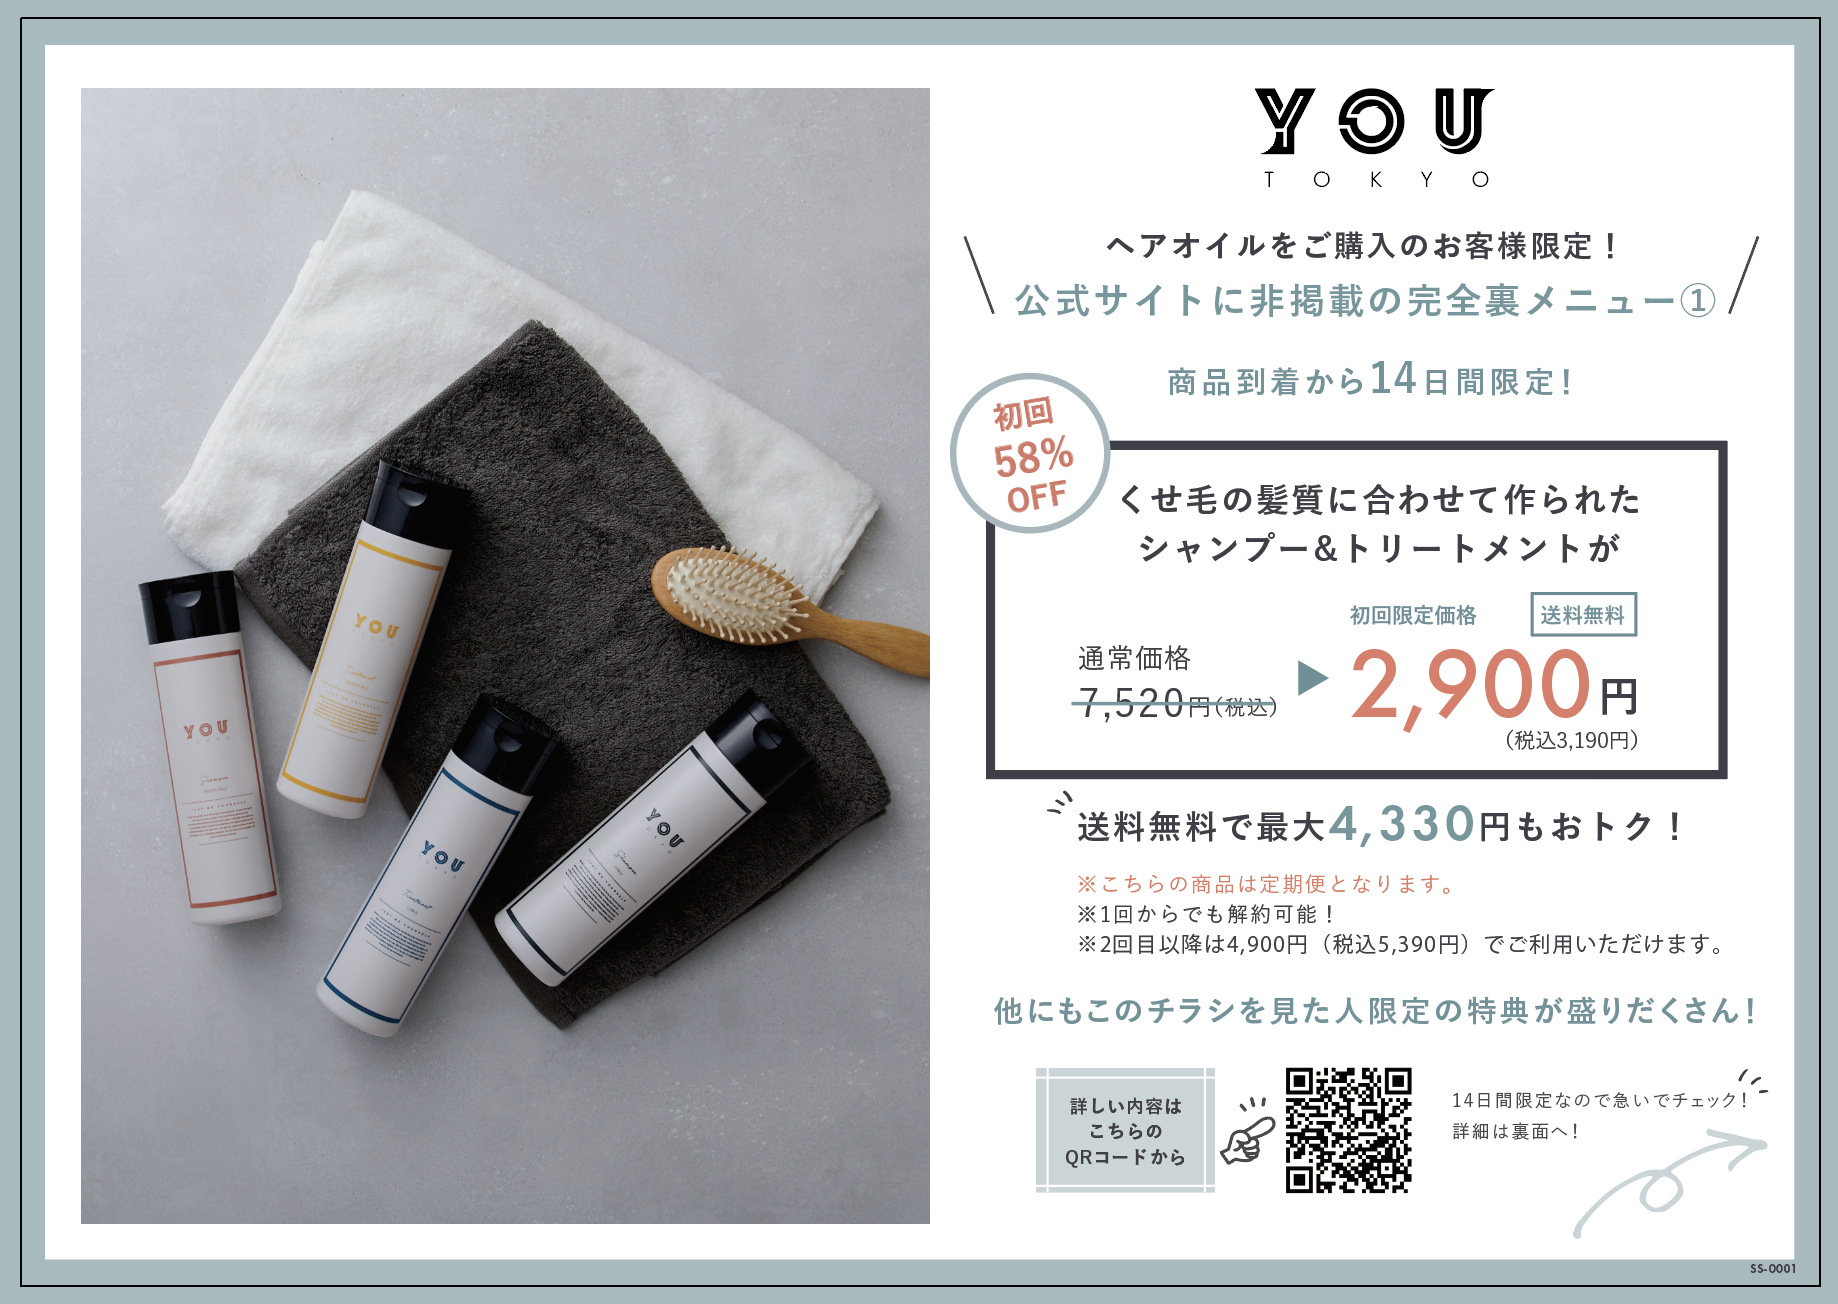 YOU
TOKYO
ヘアオイルをご購入のお客様限定！
公式サイトに非掲載の完全裏メニュー①
商品到着から14日間限定！
初回
58%
OFF
くせ毛の髪質に合わせて作られた
シャンプー&トリートメントが
初回限定価格 送料無料
通常価格
7,520円(税込)
2,900円
(税込3,190円)
送料無料で最大4,330円もおトク！
※こちらの商品は定期便となります。
※1回からでも解約可能！
※2回目以降は4,900円（税込5,390円）でご利用いただけます。
他にもこのチラシを見た人限定の特典が盛りだくさん！
詳しい内容は
こちらの
QRコードから
14日間限定なので急いでチェック！
詳細は裏面へ！
SS-0001
YOU
Treatment
YOU
Shampoo
YOU
TOKYO
Treatment
YOU
TOKYO
Shampoo